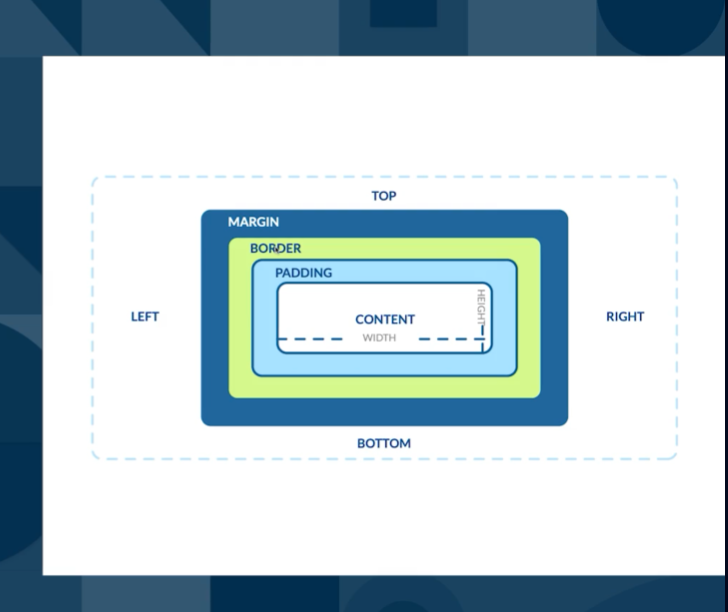 TOP
MARGIN
BORDER
PADDING
HEIGHT
LEFT
CONTENT
RIGHT
WIDTH
BOTTOM